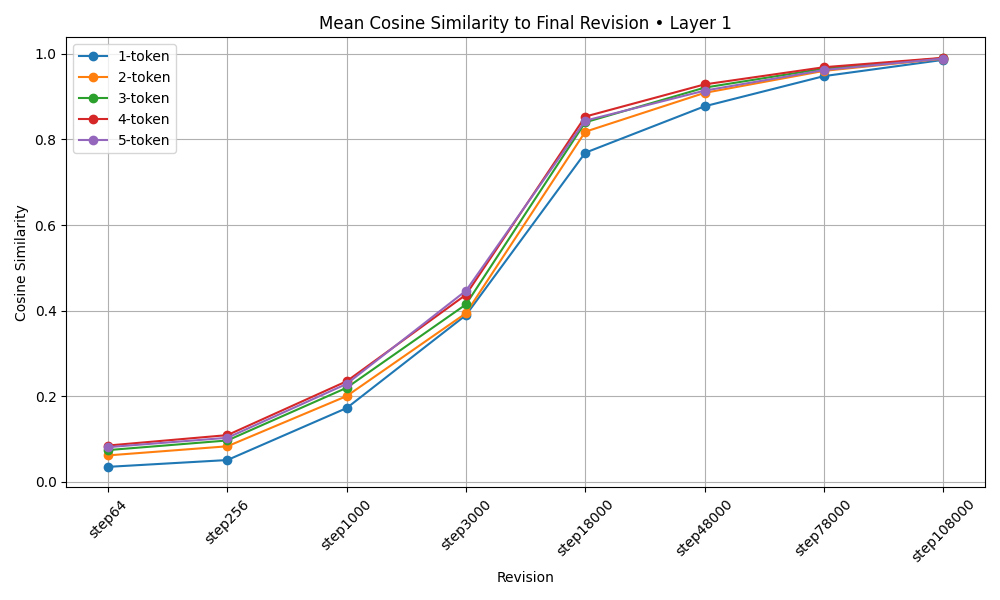 Mean Cosine Similarity to Final Revision • Layer 1
1-token
2-token
3-token
4-token
5-token
Cosine Similarity
1.0
0.8
0.6
0.4
0.2
0.0
step64
step256
step1000
step3000
step18000
step48000
step78000
step108000
Revision